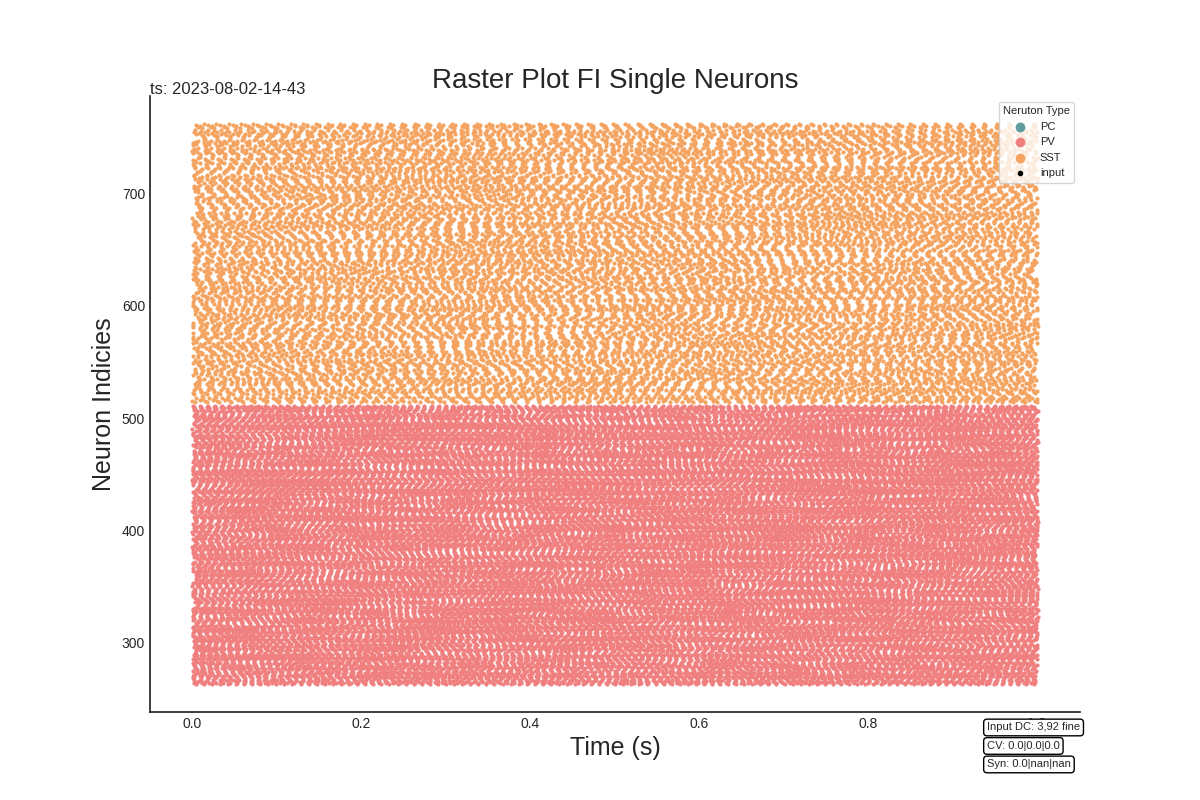 Raster Plot FI Single Neurons
ts: 2023-08-02-14-43
Neruton Type
PC
PV
SST
input
700
600
500
400
300
Neuron Indicies
0.0 0.2 0.4 0.6 0.8
Time (s)
Input DC: 3,92 fine
CV: 0.0|0.0|0.0
Syn: 0.0|nan|nan